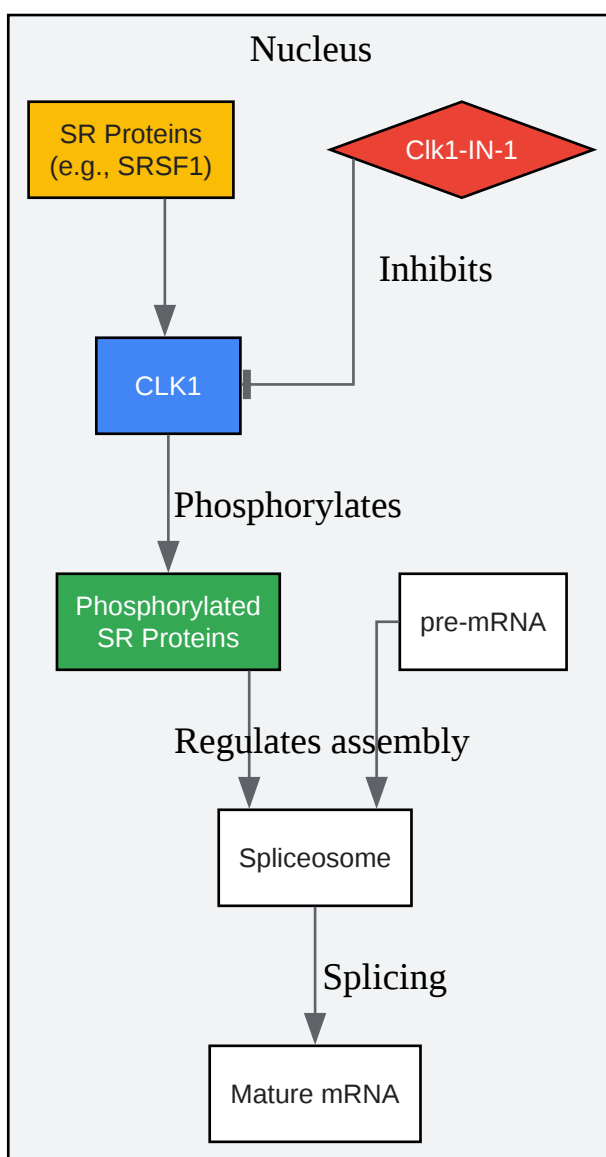 Nucleus
SR Proteins
(e.g., SRSF1)
Clk1-IN-1
Inhibits
CLK1
Phosphorylates
Phosphorylated
SR Proteins
pre-mRNA
Regulates assembly
Spliceosome
Splicing
Mature mRNA